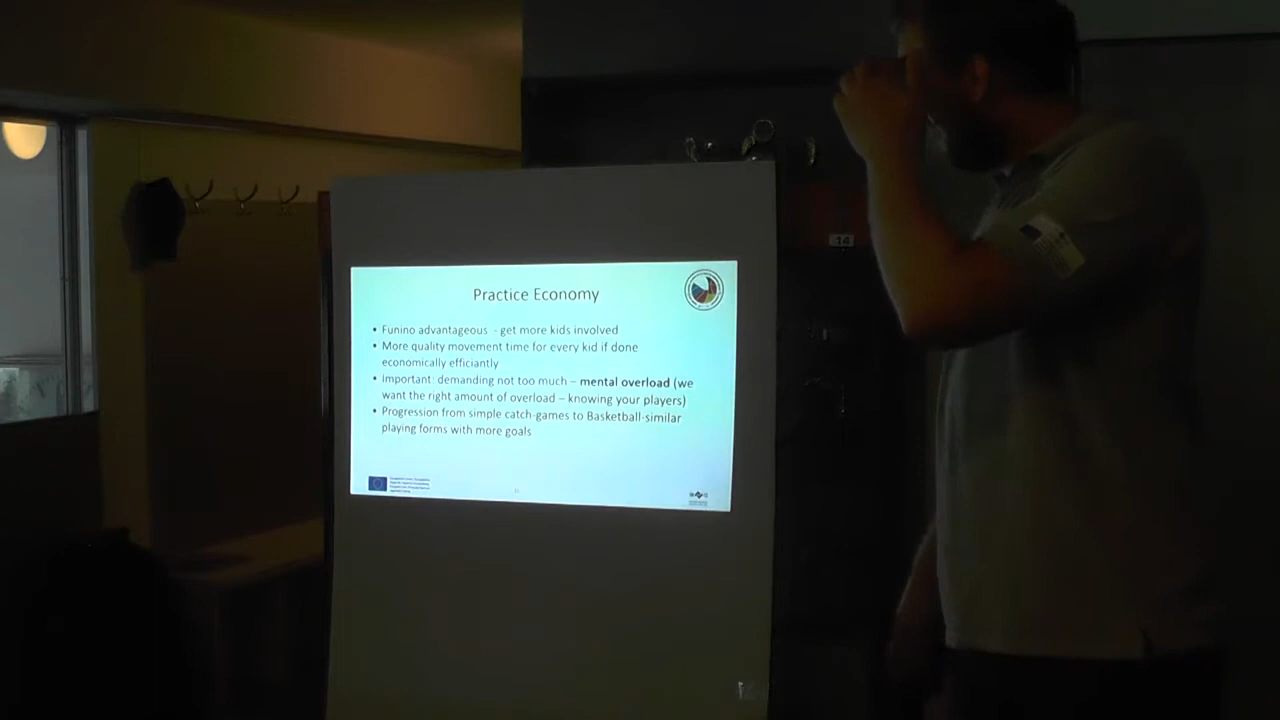 14
Practice Economy
• Funino advantageous - get more kids involved
• More quality movement time for every kid if done
economically efficiantly
• Important: demanding not too much – mental overload (we
want the right amount of overload – knowing your players)
• Progression from simple catch-games to Basketball-similar
playing forms with more goals